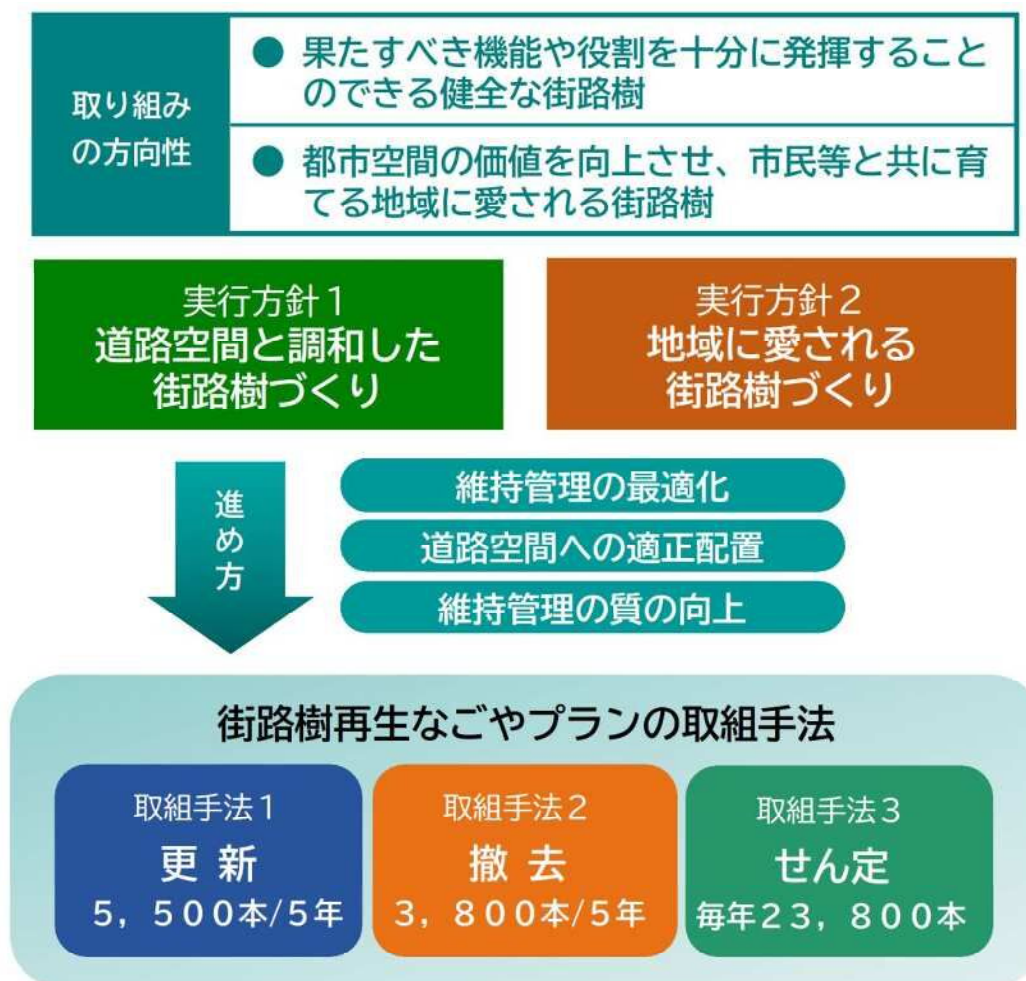 取り組み
の方向性
● 果たすべき機能や役割を十分に発揮すること
のできる健全な街路樹
● 都市空間の価値を向上させ、市民等と共に育
てる地域に愛される街路樹
実行方針1
道路空間と調和した
街路樹づくり
実行方針2
地域に愛される
街路樹づくり
進め方
維持管理の最適化
道路空間への適正配置
維持管理の質の向上
街路樹再生なごやプランの取組手法
取組手法1
更 新
5,500本/5年
取組手法2
撤 去
3,800本/5年
取組手法3
せん定
毎年23,800本